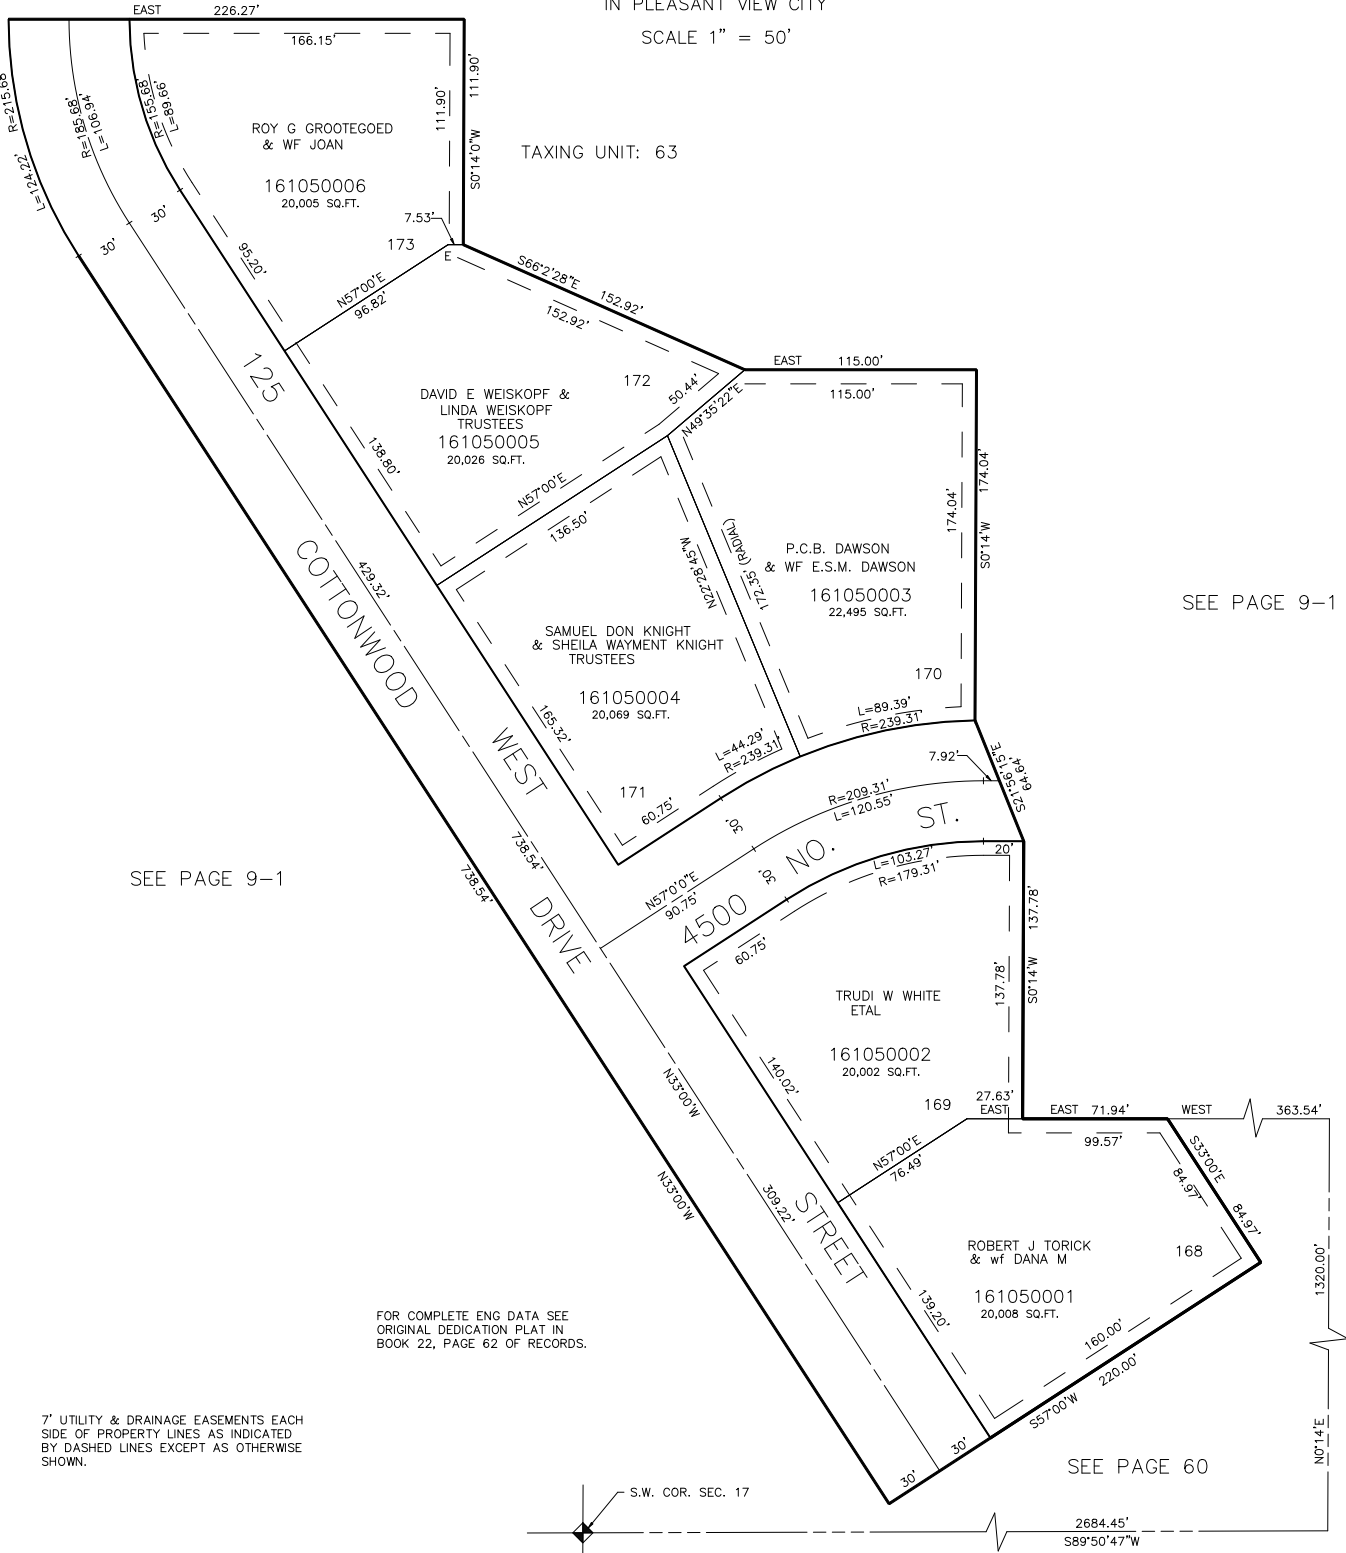 IN PLEASANT VIEW CITY
SCALE 1" = 50'
EAST 226.27'
166.15'
R=215.68'
L=124.22'
R=185.68'
L=106.94'
R=155.68'
L=89.66'
111.90'
111.90'
S0°14'0"W
ROY G GROOTEGOED
& WF JOAN
161050006
20,005 SQ.FT.
TAXING UNIT: 63
30'
30'
7.53'
173
E
95.20'
N57°00'E
96.82'
S66°2'28"E 152.92'
152.92'
125
172
DAVID E WEISKOPF &
LINDA WEISKOPF
TRUSTEES
161050005
20,026 SQ.FT.
50.44'
N49°35'22"E
EAST 115.00'
115.00'
138.80'
N57°00'E
136.50'
174.04'
174.04'
S0°14'W
COTTONWOOD
429.32'
N22°28'45"W
172.35' (RADIAL)
P.C.B. DAWSON
& WF E.S.M. DAWSON
161050003
22,495 SQ.FT.
SEE PAGE 9-1
SAMUEL DON KNIGHT
& SHEILA WAYMENT KNIGHT
TRUSTEES
161050004
20,069 SQ.FT.
170
165.32'
WEST
L=89.39'
R=239.31'
L=44.29'
R=239.31'
7.92'
S21°56'15"E
64.64'
171
60.75'
30'
R=209.31'
L=120.55'
ST.
738.54'
738.54'
30'
NO.
L=103.27'
R=179.31'
20'
SEE PAGE 9-1
N57°0'0"E
90.75'
4500
60.75'
DRIVE
137.78'
137.78'
S0°14'W
TRUDI W WHITE
ETAL
161050002
20,002 SQ.FT.
140.02'
N33°00'W
169
27.63'
EAST
EAST 71.94'
WEST
363.54'
99.57'
N57°00'E
76.49'
S33°00'E
84.97'
84.97'
N33°00'W
309.22'
STREET
ROBERT J TORICK
& wf DANA M
168
161050001
20,008 SQ.FT.
1320.00'
139.20'
160.00'
220.00'
S57°00'W
FOR COMPLETE ENG DATA SEE
ORIGINAL DEDICATION PLAT IN
BOOK 22, PAGE 62 OF RECORDS.
7' UTILITY & DRAINAGE EASEMENTS EACH
SIDE OF PROPERTY LINES AS INDICATED
BY DASHED LINES EXCEPT AS OTHERWISE
SHOWN.
30'
30'
N0°14'E
SEE PAGE 60
S.W. COR. SEC. 17
2684.45'
S89°50'47"W